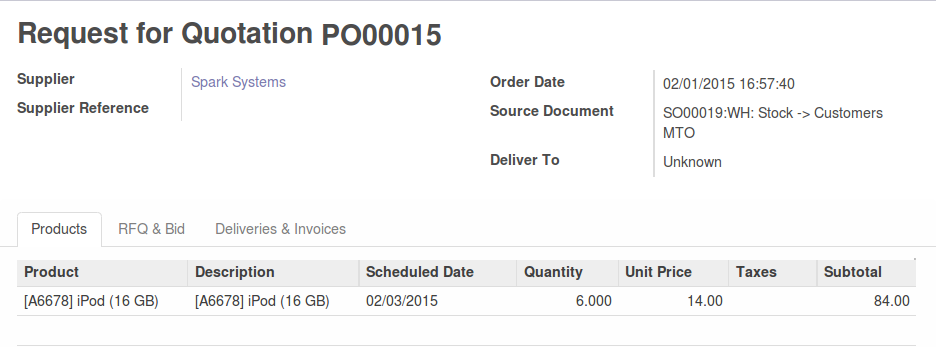 Request for Quotation PO00015
Supplier
Spark Systems
Supplier Reference
Order Date
02/01/2015 16:57:40
Source Document
SO00019:WH: Stock -> Customers
MTO
Deliver To
Unknown
Products RFQ & Bid Deliveries & Invoices
Product Description Scheduled Date Quantity Unit Price Taxes Subtotal
[A6678] iPod (16 GB) [A6678] iPod (16 GB) 02/03/2015 6.000 14.00 84.00